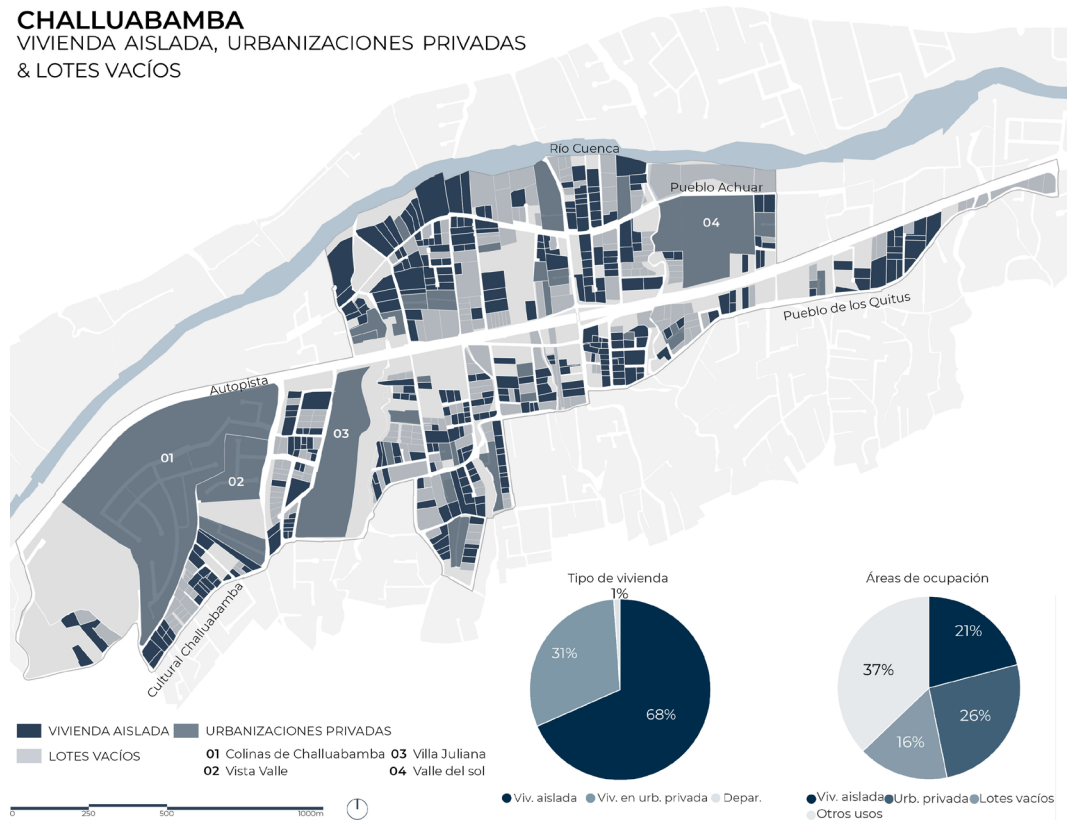 CHALLUABAMBA
VIVIENDA AISLADA, URBANIZACIONES PRIVADAS
& LOTES VACÍOS
Río Cuenca
Pueblo Achuar
04
Pueblo de los Quitus
Autopista
03
01
02
Cultural Challuabamba
Tipo de vivienda
1%
31%
68%
Viv. aislada Viv. en urb. privada Depar.
Áreas de ocupación
21%
37%
26%
16%
Viv. aislada Urb. privada Lotes vacíos
Otros usos
VIVIENDA AISLADA URBANIZACIONES PRIVADAS
LOTES VACÍOS
01 Colinas de Challuabamba 03 Villa Juliana
02 Vista Valle 04 Valle del sol
0 250 500 1000m